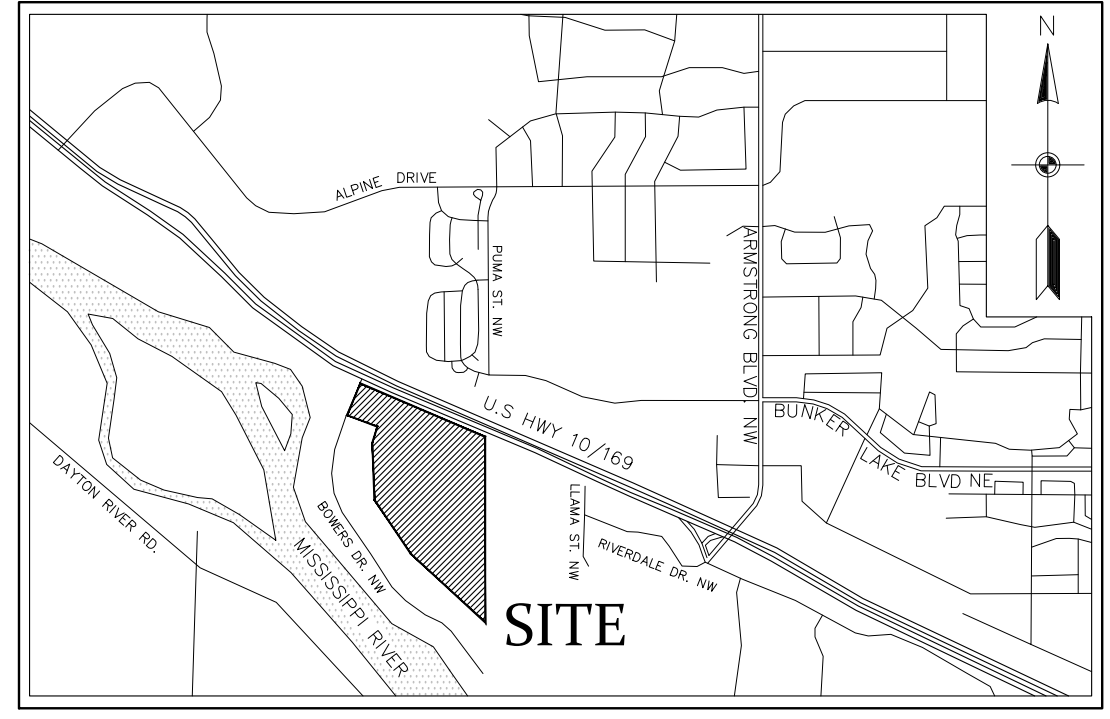 N
ALPINE DRIVE
PUMA ST. NW
ARMSTRONG BLVD. NW
U.S HWY 10/169
BUNKER
LAKE BLVD NE
DAYTON RIVER RD.
BOWERS DR. NW
MISSISSIPPI RIVER
LLAMA ST. NW
RIVERDALE DR. NW
SITE